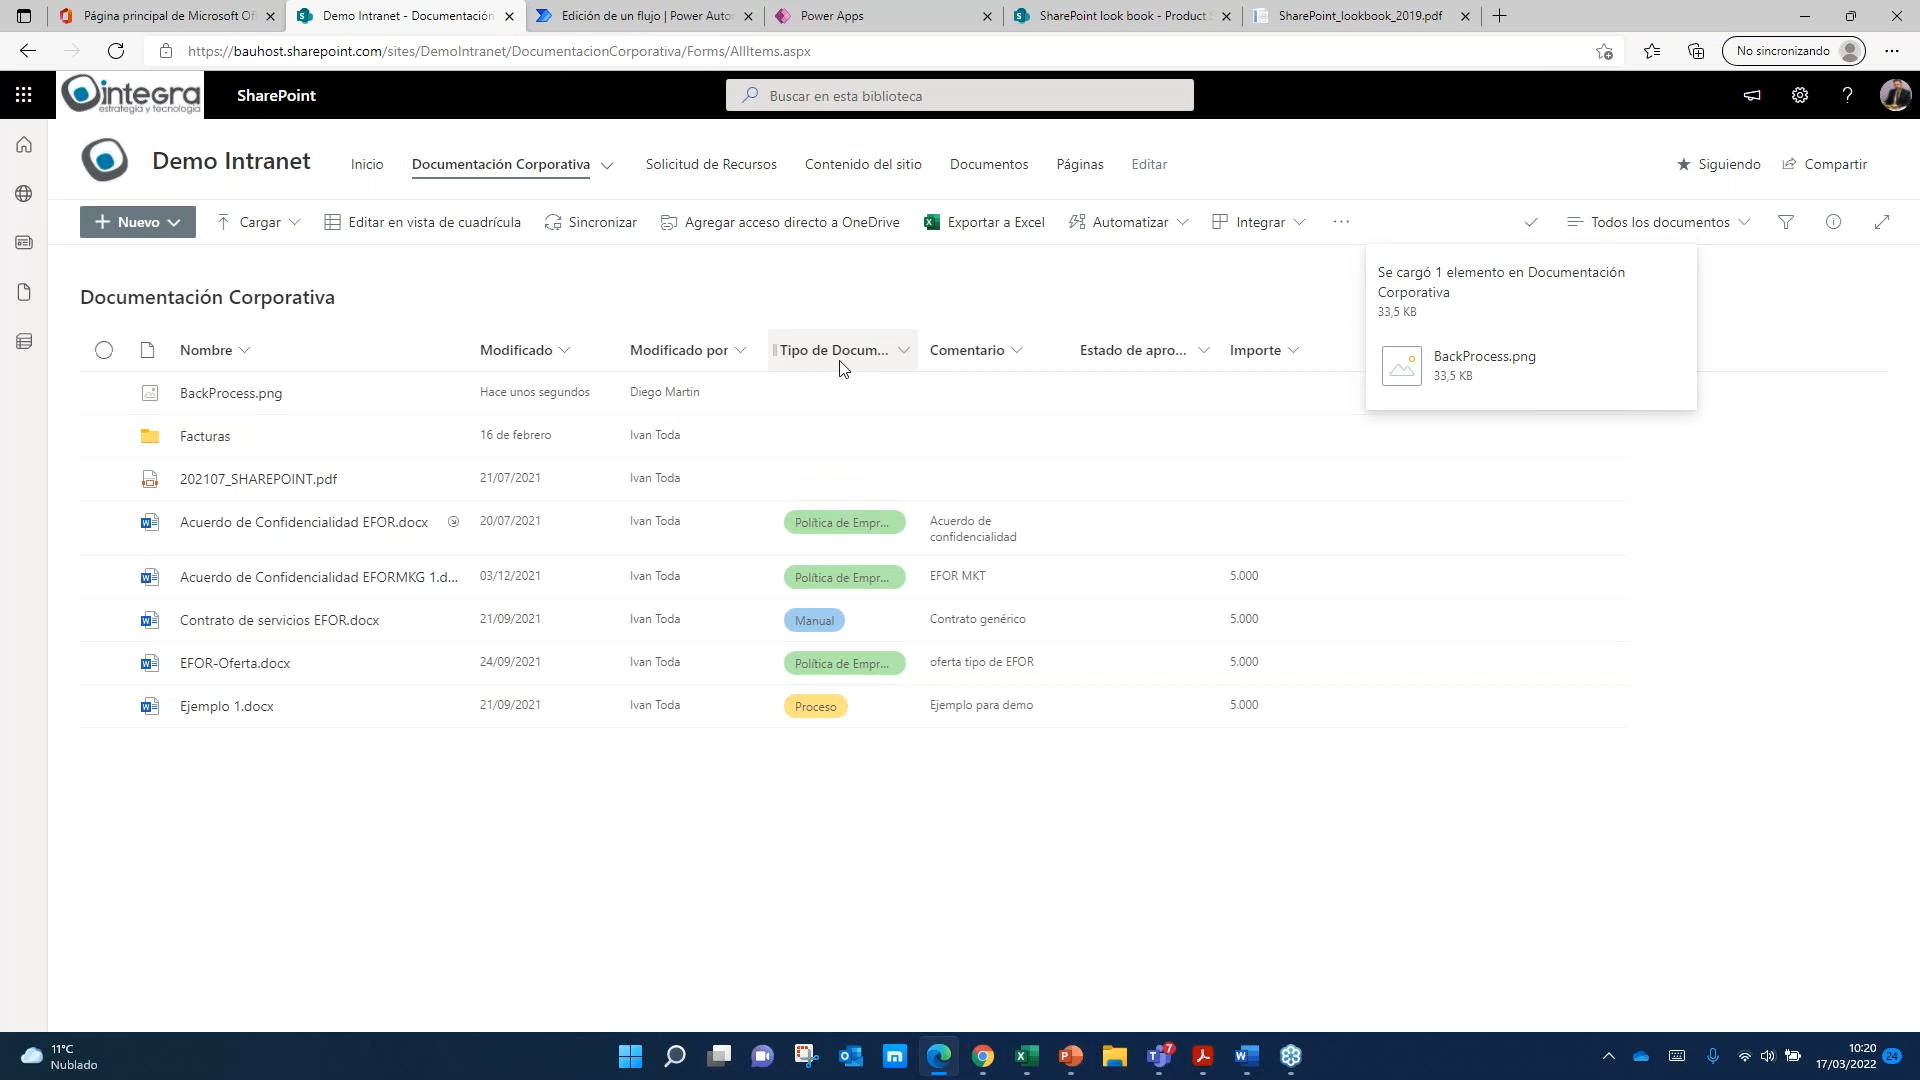 Página principal de Microsoft Of
Demo Intranet - Documentación
Edición de un flujo | Power Auto
Power Apps
SharePoint look book - Product
SharePoint_lookbook_2019.pdf
https://bauhost.sharepoint.com/sites/DemoIntranet/DocumentacionCorporativa/Forms/AllItems.aspx
No sincronizando
integra
estrategia y tecnología
SharePoint
Buscar en esta biblioteca
Demo Intranet
Inicio
Documentación Corporativa
Solicitud de Recursos
Contenido del sitio
Documentos
Páginas
Editar
Siguiendo
Compartir
Nuevo
Cargar
Editar en vista de cuadrícula
Sincronizar
Agregar acceso directo a OneDrive
Exportar a Excel
Automatizar
Integrar
Todos los documentos
Se cargó 1 elemento en Documentación
Corporativa
33,5 KB
BackProcess.png
33,5 KB
Documentación Corporativa
Nombre
Modificado
Modificado por
Tipo de Docum...
Comentario
Estado de apro...
Importe
BackProcess.png
Hace unos segundos
Diego Martin
Facturas
16 de febrero
Ivan Toda
202107_SHAREPOINT.pdf
21/07/2021
Ivan Toda
Acuerdo de Confidencialidad EFOR.docx
20/07/2021
Ivan Toda
Política de Empr...
Acuerdo de
confidencialidad
Acuerdo de Confidencialidad EFORMKG 1.d...
03/12/2021
Ivan Toda
Política de Empr...
EFOR MKT
5.000
Contrato de servicios EFOR.docx
21/09/2021
Ivan Toda
Manual
Contrato genérico
5.000
EFOR-Oferta.docx
24/09/2021
Ivan Toda
Política de Empr...
oferta tipo de EFOR
5.000
Ejemplo 1.docx
21/09/2021
Ivan Toda
Proceso
Ejemplo para demo
5.000
11°C
Nublado
7
10:20
17/03/2022
24